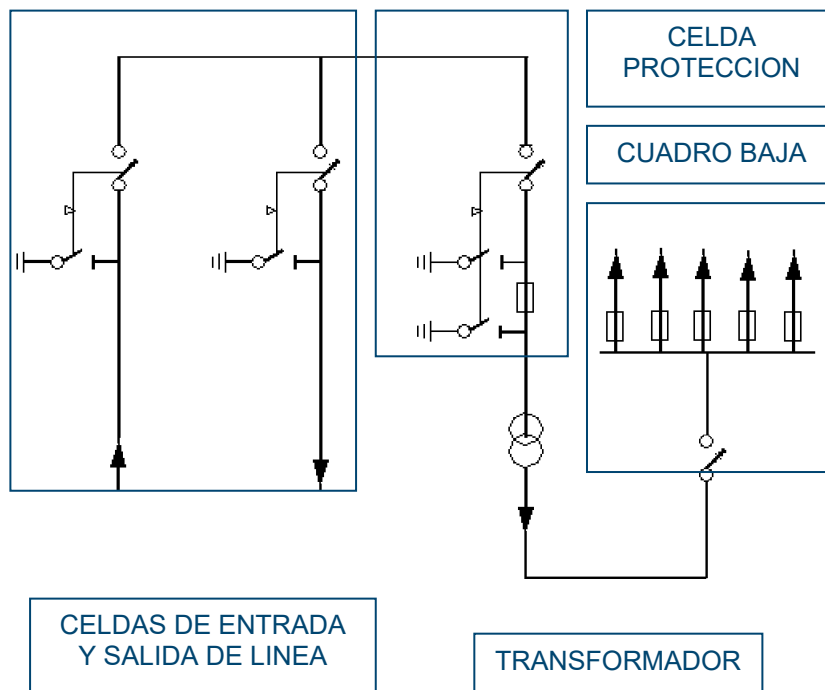 CELDA
PROTECCION
CUADRO BAJA
CELDAS DE ENTRADA
Y SALIDA DE LINEA
TRANSFORMADOR